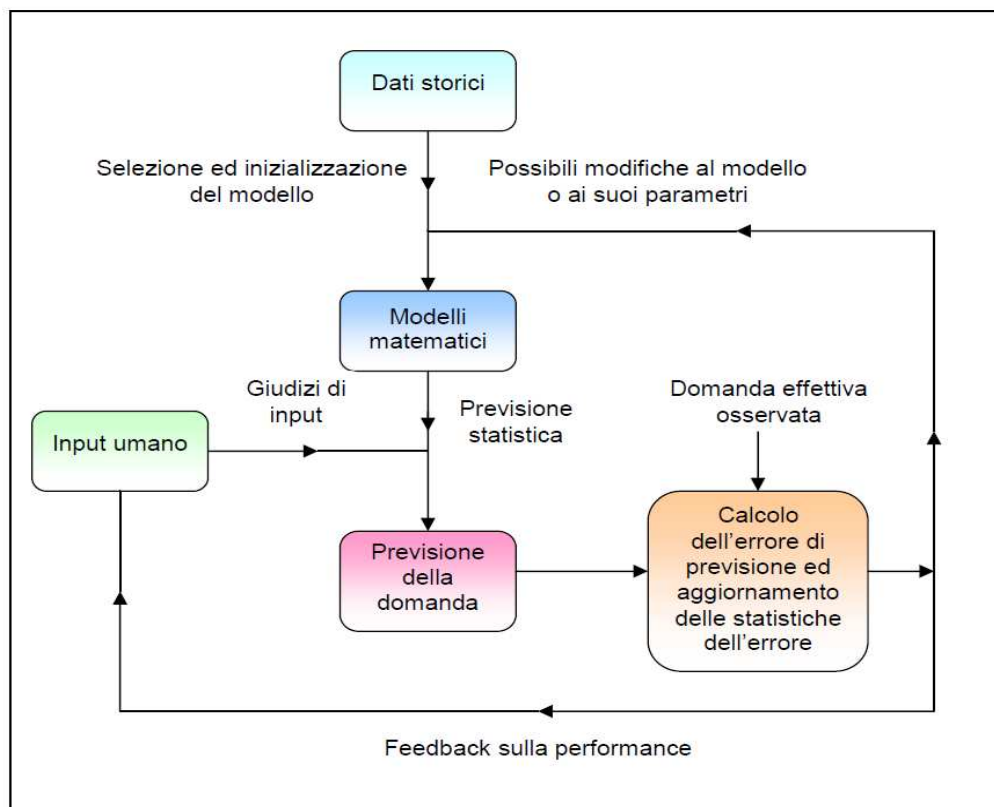 Dati storici
Selezione ed inizializzazione
del modello
Possibili modifiche al modello
o ai suoi parametri
Modelli
matematici
Giudizi di
input
Previsione
statistica
Domanda effettiva
osservata
Input umano
Previsione
della
domanda
Calcolo
dell'errore di
previsione ed
aggiornamento
delle statistiche
dell'errore
Feedback sulla performance